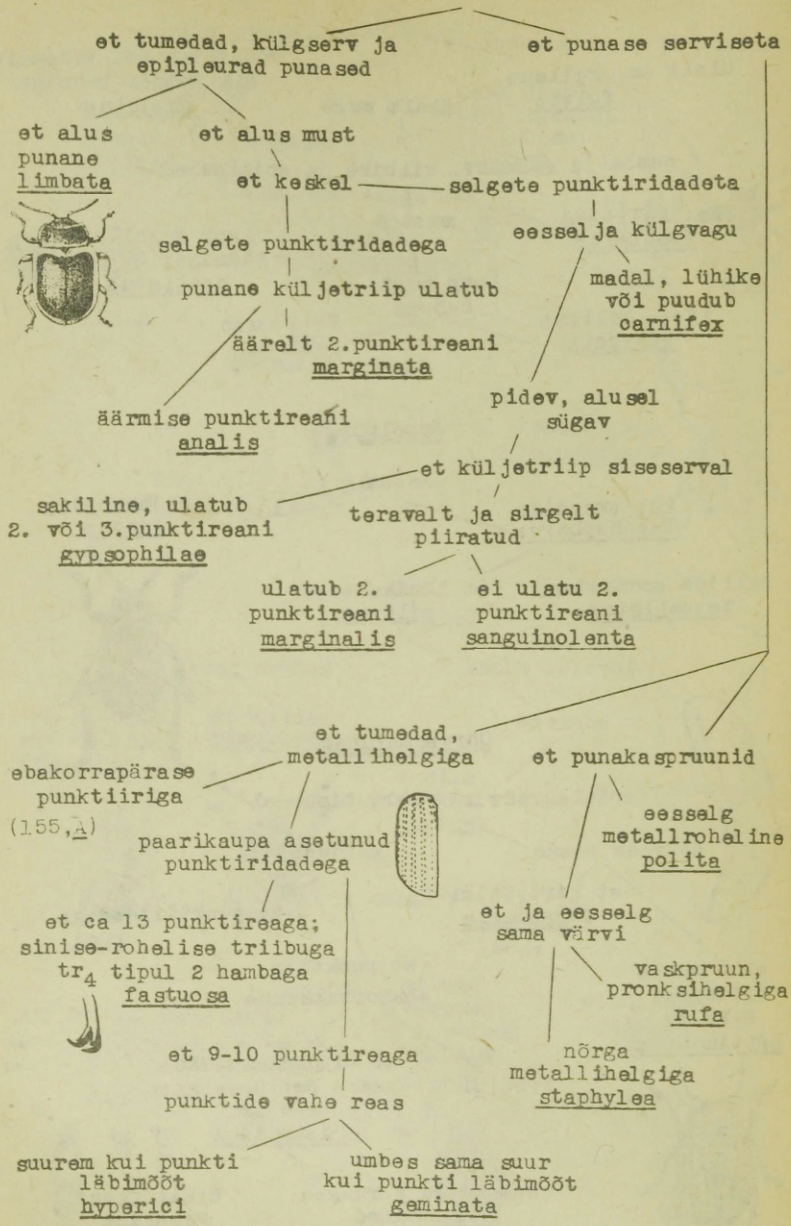 et tumedad, külgserv ja
epipleurad punased
et punase serviseta
et alus
punane
limbata
et alus must
et keskel
selgete punktiridadeta
selgete punktiridadega
eesselja külgvagu
punane küljetriip ulatub
madal, lühike
või puudub
carnifex
äärelt 2.punktireani
marginata
pidev, alusel
sügav
äärmise punktireani
analis
et küljetriip siseserval
sakiline, ulatub
2. või 3.punktireani
gypsophilae
teravalt ja sirgelt
piiratud
ulatub 2.
punktireani
marginalis
ei ulatu 2.
punktireani
sanguinolenta
et tumedad,
metallihelgiga
et punakaspruunid
ebakorrapärase
punktiiriga
(155,A)
eesselg
metallroheline
polita
paarikaupa asetunud
punktiridadega
et ja eesselg
sama värvi
et ca 13 punktireaga;
sinise-rohelise triibuga
tr4 tipul 2 hambaga
fastuosa
vaskpruun,
pronksihelgiga
rufa
et 9-10 punktireaga
nõrga
metallihelgiga
staphylea
punktide vahe reas
suurem kui punkti
läbimõõt
hyperici
umbes sama suur
kui punkti läbimõõt
geminata